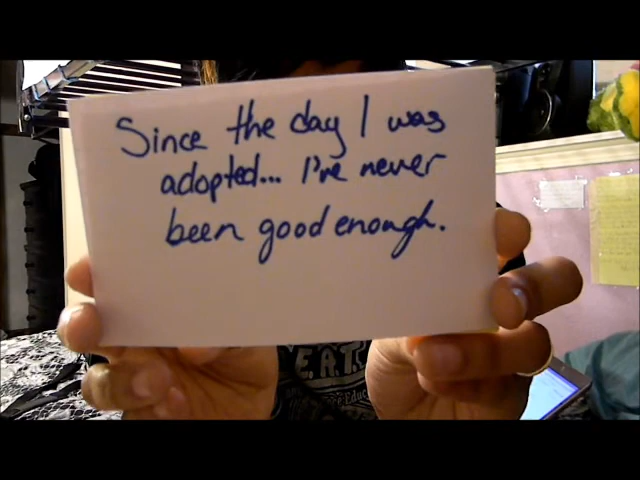 Since the day I was
adopted... I've never
been good enough.
E.A.T.